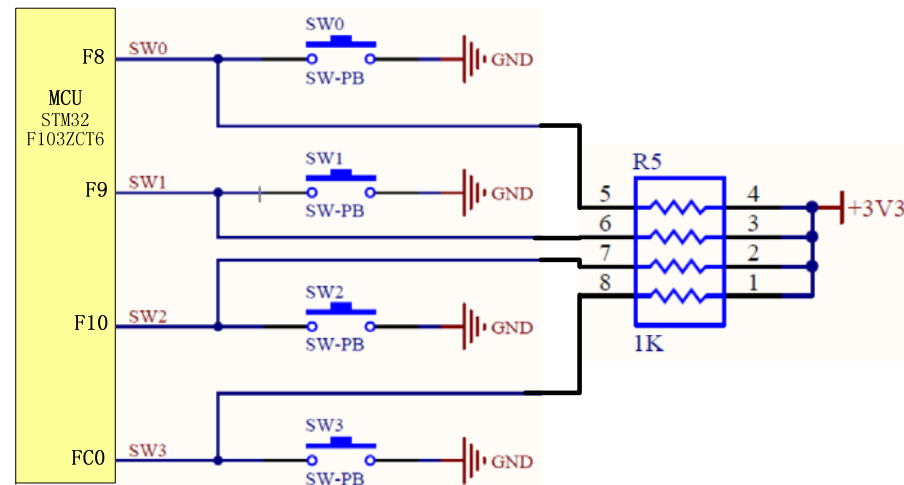 F8
SW0
SW0
SW-PB
GND
MCU
STM32
F103ZCT6
F9
SW1
SW1
SW-PB
GND
R5
5
4
6
3
7
2
8
1
+3V3
1K
F10
SW2
SW2
SW-PB
GND
FC0
SW3
SW3
SW-PB
GND